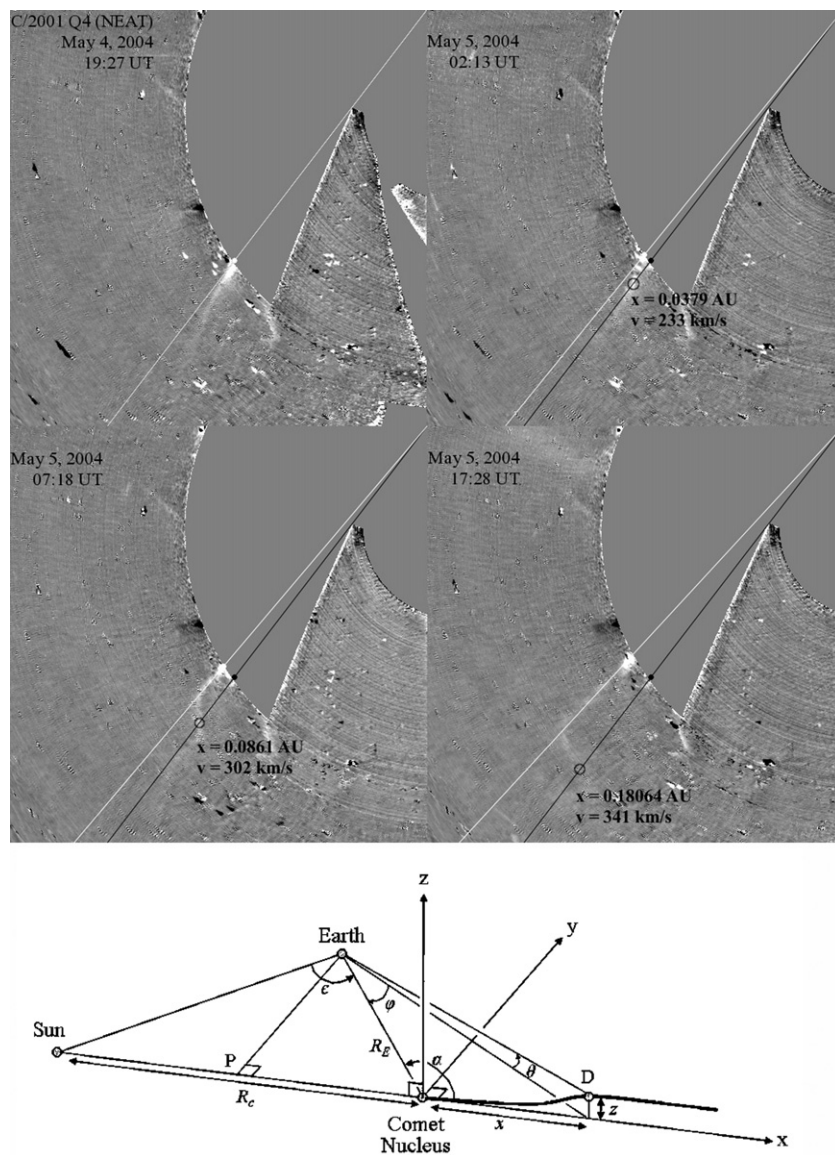 C/2001 Q4 (NEAT)
May 4, 2004
19:27 UT
May 5, 2004
02:13 UT
x = 0.0379 AU
v = 233 km/s
May 5, 2004
07:18 UT
x = 0.0861 AU
v = 302 km/s
May 5, 2004
17:28 UT
x = 0.18064 AU
v = 341 km/s
z
y
Earth
ϵ
φ
Sun
P
R_E
α
θ
D
R_c
z
x
x
Comet
Nucleus